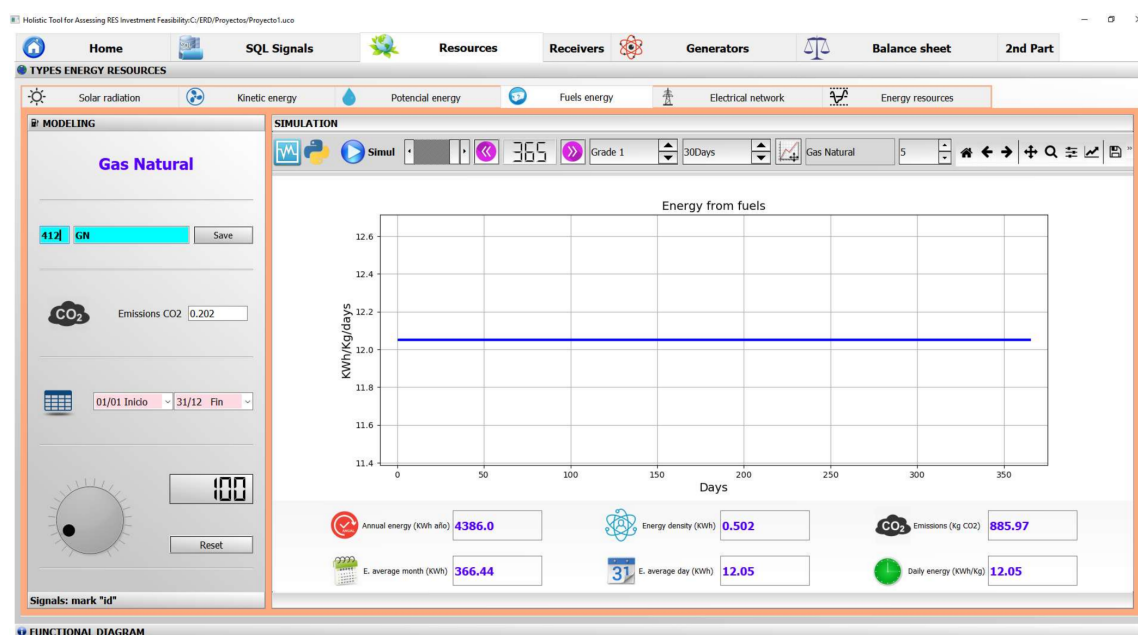 Holistic Tool for Assessing RES Investment Feasibility:C:/ERD/Proyectos/Proyecto1.uco
Home SQL Signals Resources Receivers Generators Balance sheet 2nd Part
TYPES ENERGY RESOURCES
Solar radiation Kinetic energy Potencial energy Fuels energy Electrical network Energy resources
MODELING
SIMULATION
Simul 365 Grade 1 30Days Gas Natural 5
Gas Natural
412 GN Save
CO2 Emissions CO2 0.202
01/01 Inicio 31/12 Fin
100
Reset
Energy from fuels
KWh/Kg/days
12.6
12.4
12.2
12.0
11.8
11.6
11.4
0 50 100 150 200 250 300 350
Days
Annual energy (KWh año) 4386.0
Energy density (KWh) 0.502
CO2 Emissions (Kg CO2) 885.97
E. average month (KWh) 366.44
31 E. average day (KWh) 12.05
Daily energy (KWh/Kg) 12.05
Signals: mark "id"
FUNCTIONAL DIAGRAM